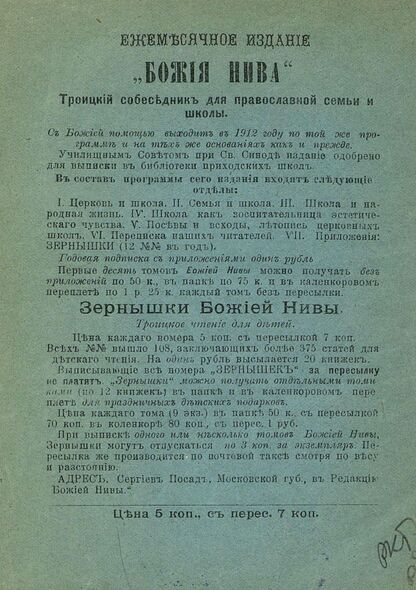 ЕЖЕМѢСЯЧНОЕ ИЗДАНІЕ
„БОЖІЯ НИВА“
Троицкій собесѣдникъ для православной семьи и
школы.
Съ Божіей помощью выходитъ въ 1912 году по той же про-
граммѣ и на тѣхъ же основаніяхъ какъ и прежде.
Училищнымъ Совѣтомъ при Св. Синодѣ изданіе одобрено
для выписки въ библіотеки приходскихъ школъ.
Въ составъ программы сего изданія входятъ слѣдующіе
отдѣлы:
I. Церковь и школа. II. Семья и школа. III. Школа и на-
родная жизнь. IV. Школа какъ воспитательница эстетиче-
скаго чувства. V. Посѣвы и всходы, лѣтопись церковныхъ
школъ. VI. Переписка нашихъ читателей. VII. Приложенія:
ЗЕРНЫШКИ (12 №№ въ годъ).
Годовая подписка съ приложеніями одинъ рубль
Первые десять томовъ Божіей Нивы можно получать безъ
приложеній по 50 к., въ папкѣ по 75 к. и въ каленкоровомъ
переплетѣ по 1 р 25 к. каждый томъ безъ пересылки.
Зернышки Божіей Нивы.
Троицкое чтеніе для дѣтей.
Цѣна каждаго номера 5 коп. съ пересылкой 7 коп.
Всѣхъ №№ вышло 108, заключающихъ болѣе 375 статей для
дѣтскаго чтенія. На одинъ рубль высылается 20 книжекъ.
Выписывающіе всѣ номера „ЗЕРНЫШЕКЪ“ за пересылку
не платятъ. „Зернышки“ можно получать отдѣльными тома-
ми (по 12 книжекъ) въ папкѣ и въ каленкоровомъ пере
плетѣ для праздничныхъ дѣтскихъ подарковъ.
Цѣна каждаго тома (9 экз.) въ папкѣ 50 к. съ пересылкой
70 коп. въ коленкорѣ 80 коп., съ перес. 1 руб.
При выпискѣ одного или нѣсколько томовъ Божіей Нивы,
Зернышки могутъ отпускаться по 3 коп. за экземпляръ. Пе-
ресылка же производится по почтовой таксѣ смотря по вѣсу
и разстоянію.
АДРЕСЪ. Сергіевъ Посадъ, Московской губ., въ Редакцію
"Божіей Нивы."
Цѣна 5 коп., съ перес. 7 коп.